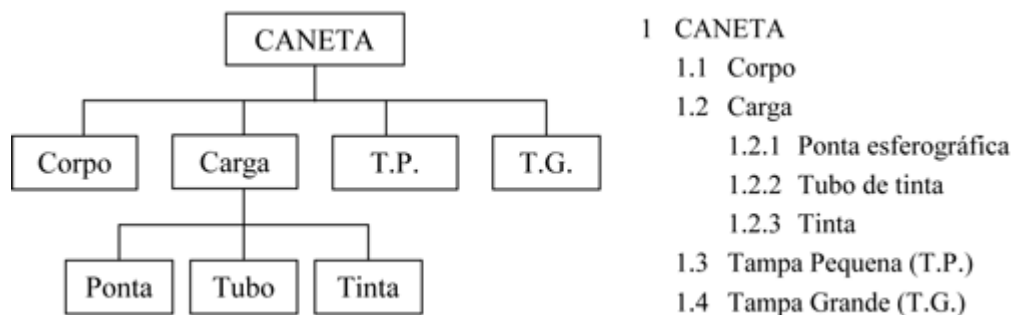 CANETA
Corpo Carga T.P. T.G.
Ponta Tubo Tinta
1 CANETA
1.1 Corpo
1.2 Carga
1.2.1 Ponta esferográfica
1.2.2 Tubo de tinta
1.2.3 Tinta
1.3 Tampa Pequena (T.P.)
1.4 Tampa Grande (T.G.)